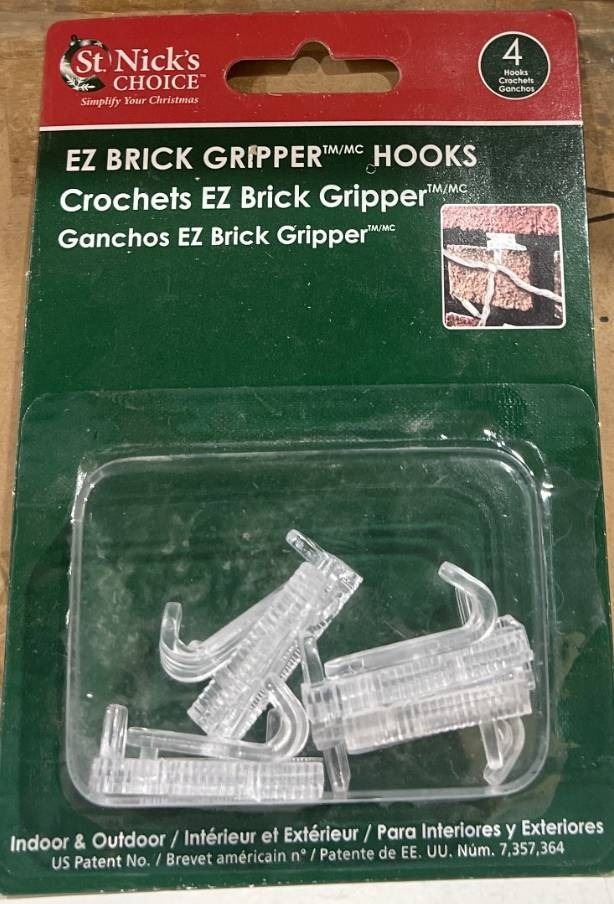 St. Nick's
CHOICE™
Simplify Your Christmas
4
Hooks
Crochets
Ganchos
EZ BRICK GRIPPER™/MC HOOKS
Crochets EZ Brick Gripper™/MC
Ganchos EZ Brick Gripper™/MC
Indoor & Outdoor / Intérieur et Extérieur / Para Interiores y Exteriores
US Patent No. / Brevet américain n° / Patente de EE. UU. Núm. 7,357,364